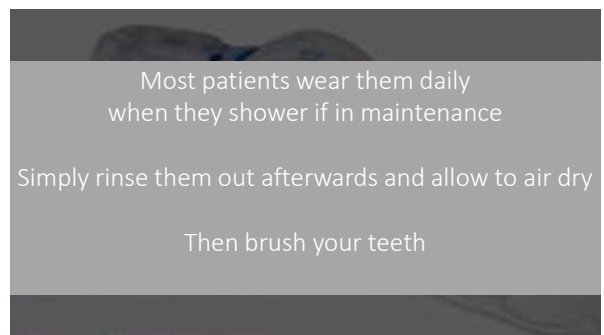 Most patients wear them daily
when they shower if in maintenance
Simply rinse them out afterwards and allow to air dry
Then brush your teeth